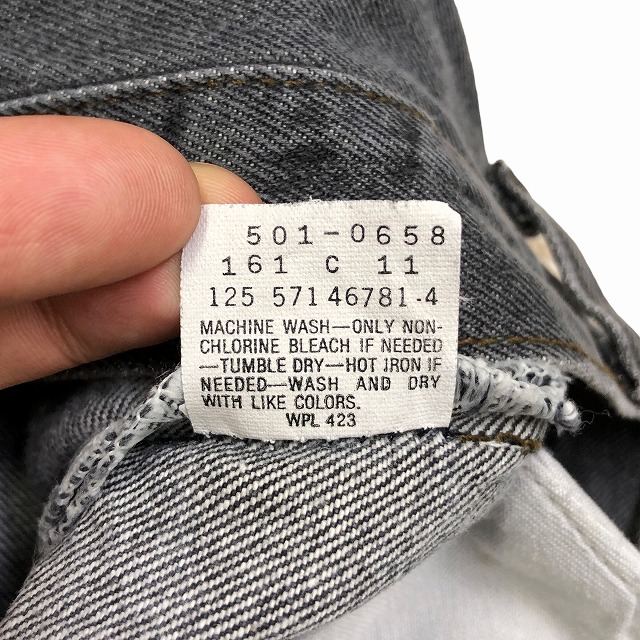 501-0658
161 C 11
125 571 46781-4
MACHINE WASH—ONLY NON-
CHLORINE BLEACH IF NEEDED
—TUMBLE DRY—HOT IRON IF
NEEDED—WASH AND DRY
WITH LIKE COLORS.
WPL 423